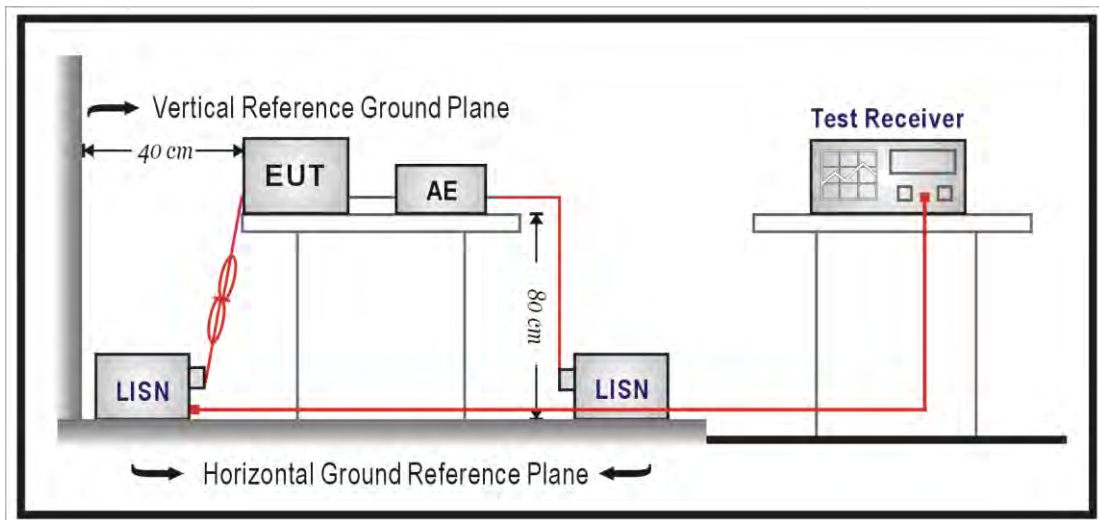 Vertical Reference Ground Plane
Test Receiver
40 cm
EUT
AE
80 cm
LISN
LISN
Horizontal Ground Reference Plane